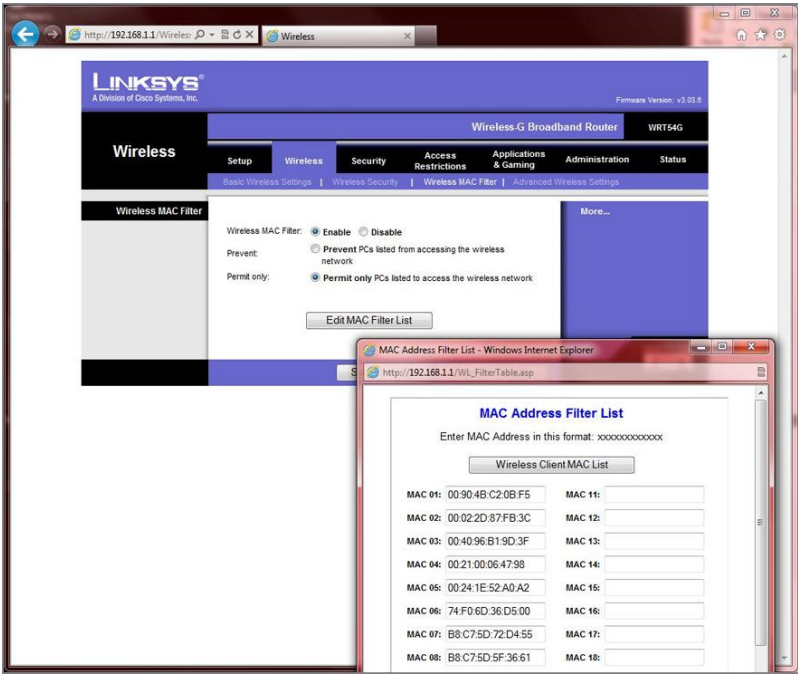 http://192.168.1.1/Wireles:
Wireless
LINKSYS®
A Division of Cisco Systems, Inc.
Firmware Version: v3.03.6
Wireless-G Broadband Router WRT54G
Wireless
Setup Wireless Security Access Restrictions Applications & Gaming Administration Status
Basic Wireless Settings | Wireless Security | Wireless MAC Filter | Advanced Wireless Settings
Wireless MAC Filter
More...
Wireless MAC Filter: Enable Disable
Prevent: Prevent PCs listed from accessing the wireless
network
Permit only: Permit only PCs listed to access the wireless network
Edit MAC Filter List
MAC Address Filter List - Windows Internet Explorer
http://192.168.1.1/WL_FilterTable.asp
MAC Address Filter List
Enter MAC Address in this format: xxxxxxxxxxxx
Wireless Client MAC List
MAC 01: 00:90:4B:C2:0B:F5 MAC 11:
MAC 02: 00:02:2D:87:FB:3C MAC 12:
MAC 03: 00:40:96:B1:9D:3F MAC 13:
MAC 04: 00:21:00:06:47:98 MAC 14:
MAC 05: 00:24:1E:52:A0:A2 MAC 15:
MAC 06: 74:F0:6D:36:D5:00 MAC 16:
MAC 07: B8:C7:5D:72:D4:55 MAC 17:
MAC 08: B8:C7:5D:5F:36:61 MAC 18: